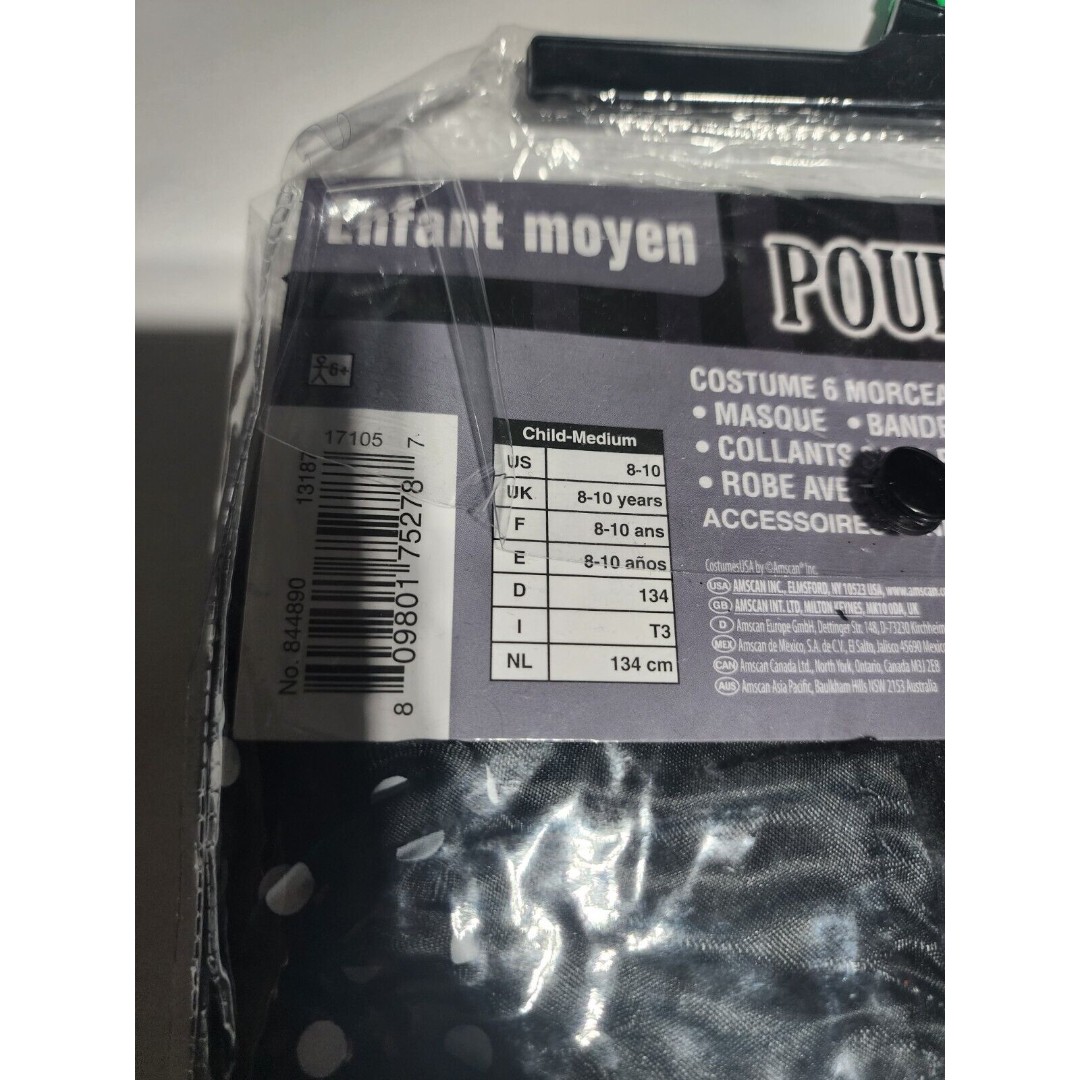 Enfant moyen
POUR
6+
COSTUME 6 MORCEA
• MASQUE • BANDE
• COLLANTS
• ROBE AVE
ACCESSOIRES
17105
13187
No. 844890
8 09801 75278 7
Child-Medium
US 8-10
UK 8-10 years
F 8-10 ans
E 8-10 años
D 134
I T3
NL 134 cm
CostumesUSA by ©Amscan® Inc.
USA AMSCAN INC., ELMSFORD, NY 10523 USA, www.amscan.c
GB AMSCAN INT. LTD, MILTON KEYNES, MK10 0DA, UK
D Amscan Europe GmbH, Dettinger Str. 148, D-73230 Kirchheim
MEX Amscan de Mexico, S.A. de C.V. El Salto, Jalisco 45690 Mexico
CAN Amscan Canada Ltd., North York, Ontario, Canada M3J 2E8
AUS Amscan Asia Pacific, Baulkham Hills NSW 2153 Australia